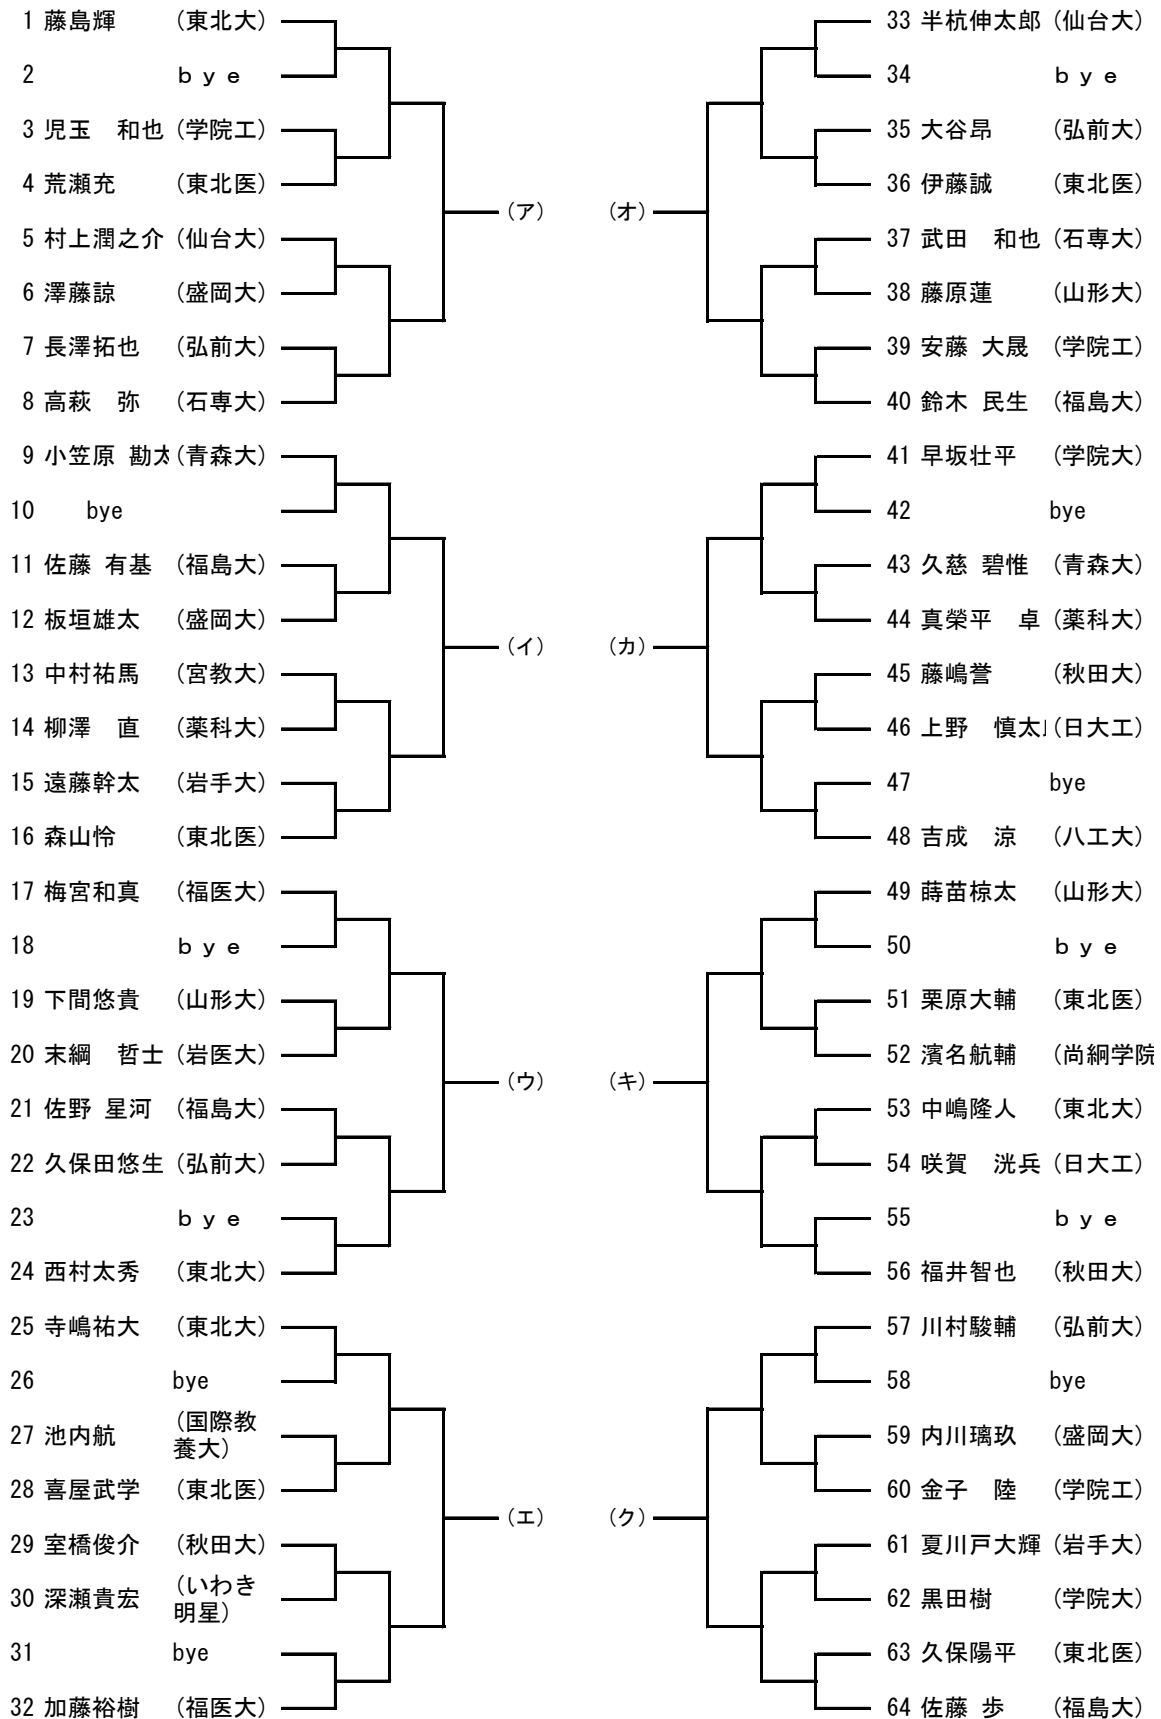 1 藤島輝 (東北大)
2 ｂｙｅ
3 児玉　和也 (学院工)
4 荒瀬充 (東北医)
(ア)
5 村上潤之介 (仙台大)
6 澤藤諒 (盛岡大)
7 長澤拓也 (弘前大)
8 高萩　弥 (石専大)
9 小笠原 勘太 (青森大)
10 bye
11 佐藤 有基 (福島大)
12 板垣雄太 (盛岡大)
(イ)
13 中村祐馬 (宮教大)
14 柳澤　直 (薬科大)
15 遠藤幹太 (岩手大)
16 森山怜 (東北医)
17 梅宮和真 (福医大)
18 ｂｙｅ
19 下間悠貴 (山形大)
20 末綱　哲士 (岩医大)
(ウ)
21 佐野 星河 (福島大)
22 久保田悠生 (弘前大)
23 ｂｙｅ
24 西村太秀 (東北大)
25 寺嶋祐大 (東北大)
26 bye
27 池内航 (国際教
養大)
28 喜屋武学 (東北医)
(エ)
29 室橋俊介 (秋田大)
30 深瀬貴宏 (いわき
明星)
31 bye
32 加藤裕樹 (福医大)
33 半杭伸太郎 (仙台大)
34 ｂｙｅ
35 大谷昂 (弘前大)
36 伊藤誠 (東北医)
(オ)
37 武田　和也 (石専大)
38 藤原蓮 (山形大)
39 安藤 大晟 (学院工)
40 鈴木 民生 (福島大)
41 早坂壮平 (学院大)
42 bye
43 久慈 碧惟 (青森大)
44 真榮平　卓 (薬科大)
(カ)
45 藤嶋誉 (秋田大)
46 上野　慎太 (日大工)
47 bye
48 吉成　涼 (八工大)
49 蒔苗椋太 (山形大)
50 ｂｙｅ
51 栗原大輔 (東北医)
52 濱名航輔 (尚絅学院
(キ)
53 中嶋隆人 (東北大)
54 咲賀　洸兵 (日大工)
55 ｂｙｅ
56 福井智也 (秋田大)
57 川村駿輔 (弘前大)
58 bye
59 内川璃玖 (盛岡大)
60 金子　陸 (学院工)
(ク)
61 夏川戸大輝 (岩手大)
62 黒田樹 (学院大)
63 久保陽平 (東北医)
64 佐藤 歩 (福島大)